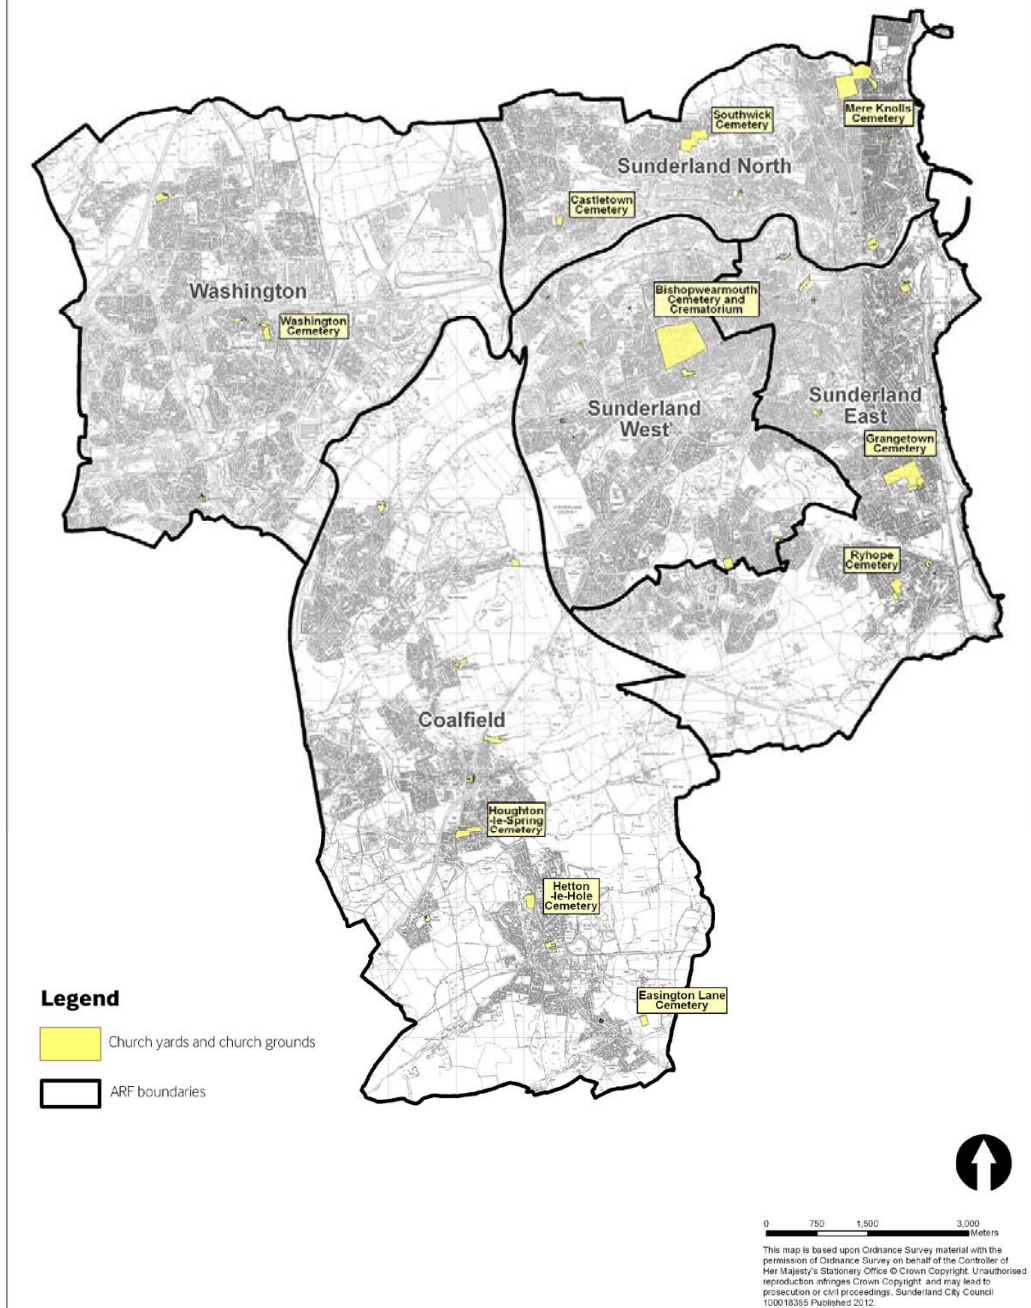 Mere Knolls
Cemetery
Southwick
Cemetery
Sunderland North
Castletown
Cemetery
Washington
Washington
Cemetery
Bishopwearmouth
Cemetery and
Crematorium
Sunderland
West
Sunderland
East
Grangetown
Cemetery
Ryhope
Cemetery
Coalfield
Houghton
-le-Spring
Cemetery
Hetton
-le-Hole
Cemetery
Easington Lane
Cemetery
Legend
Church yards and church grounds
ARF boundaries
0 750 1,500 3,000
Meters
This map is based upon Ordnance Survey material with the
permission of Ordnance Survey on behalf of the Controller of
Her Majesty's Stationery Office © Crown Copyright. Unauthorised
reproduction infringes Crown Copyright and may lead to
prosecution or civil proceedings. Sunderland City Council
100018385 Published 2012.